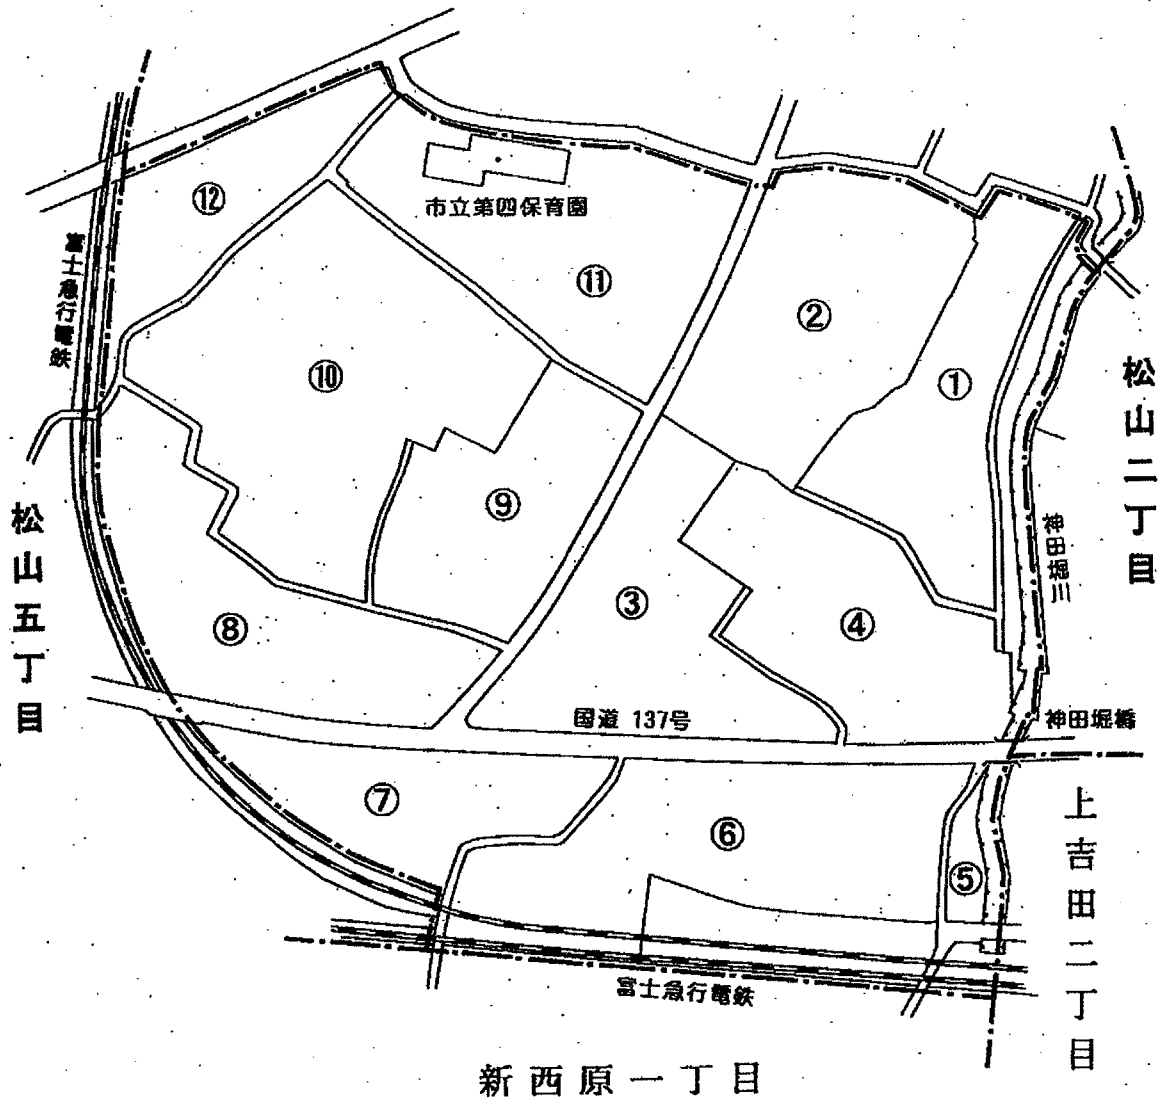 ⑫
市立第四保育園
富士急行電鉄
⑪
②
⑩
①
松山二丁目
⑨
松山五丁目
神田堀川
③
④
⑧
国道 137号
神田堀橋
⑦
⑥
上吉田二丁目
⑤
富士急行電鉄
新西原一丁目